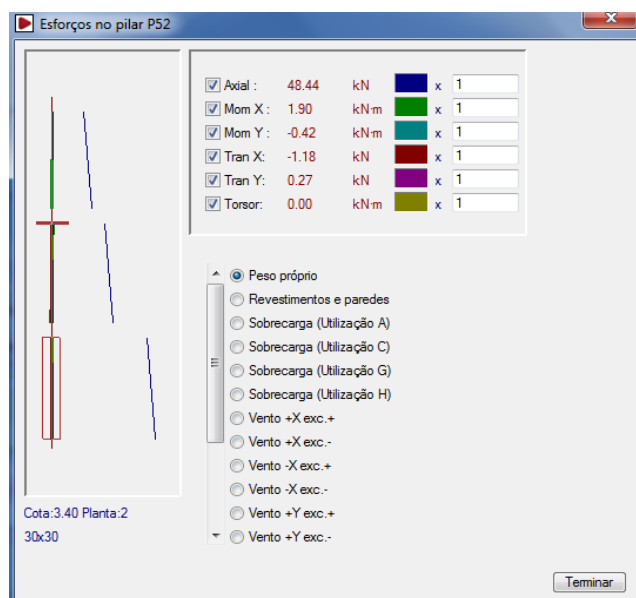 Esforços no pilar P52
x
Axial : 48.44 kN x 1
Mom X : 1.90 kN·m x 1
Mom Y : -0.42 kN·m x 1
Tran X: -1.18 kN x 1
Tran Y: 0.27 kN x 1
Torsor: 0.00 kN·m x 1
Peso próprio
Revestimentos e paredes
Sobrecarga (Utilização A)
Sobrecarga (Utilização C)
Sobrecarga (Utilização G)
Sobrecarga (Utilização H)
Vento +X exc.+
Vento +X exc.-
Vento -X exc.+
Vento -X exc.-
Vento +Y exc.+
Vento +Y exc.-
Cota:3.40 Planta:2
30x30
Terminar